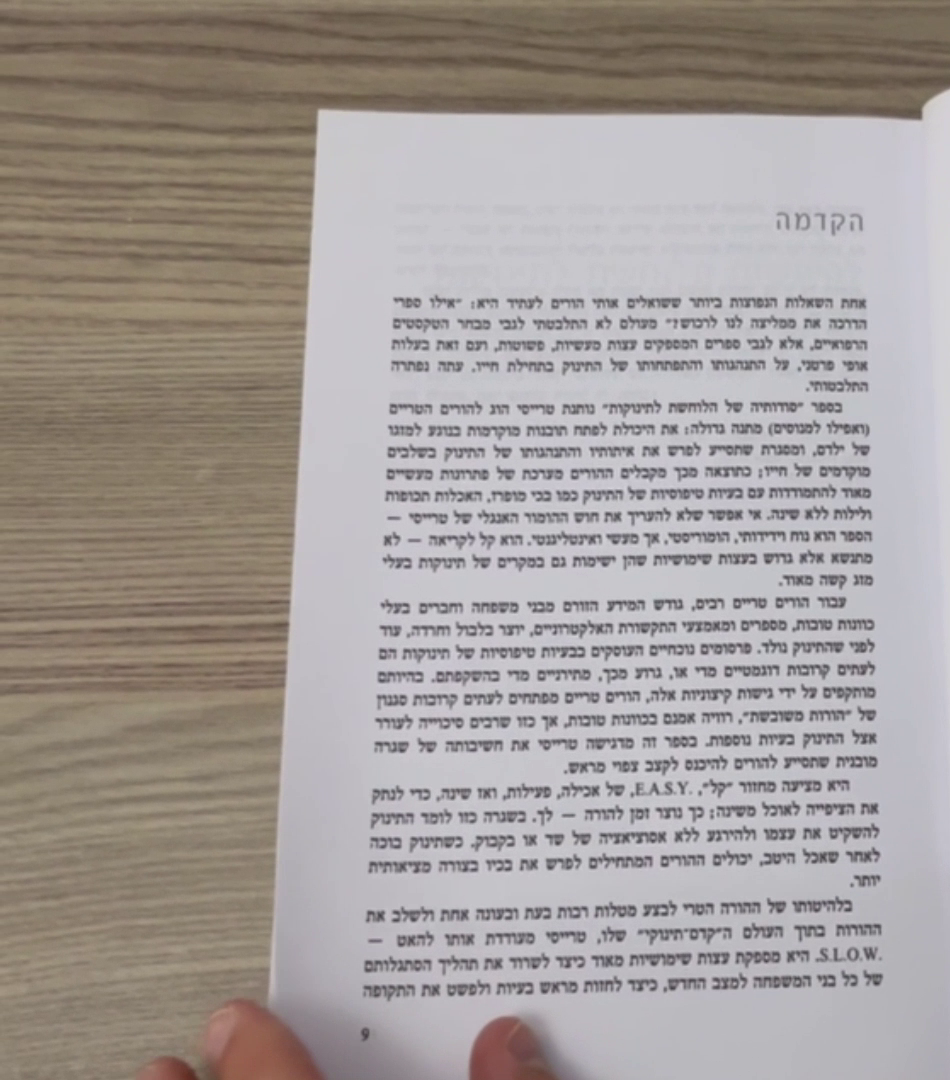 הקדמה
אחת השאלות הנפוצות ביותר ששואלים אותי הורים לעתיד היא: "אילו ספרי
הדרכה את ממליצה לנו לרכוש?" מעולם לא התלבטתי לגבי מבחר הטקסטים
הרפואיים, אלא לגבי ספרים המספקים עצות מעשיות, פשוטות, ועם זאת בעלות
אופי פרטני, על התנהגותו והתפתחותו של התינוק בתחילת חייו. עתה נפתרה
התלבטותי.
בספר "סודותיה של הלוחשת לתינוקות" נותנת טרייסי הוג להורים הטריים
(ואפילו למנוסים) מתנה גדולה: את היכולת לפתח תובנות מוקדמות בנוגע למזגו
של ילדם, ומסגרת שתסייע לפרש את איתותיו והתנהגותו של התינוק בשלבים
מוקדמים של חייו; כתוצאה מכך מקבלים ההורים מערכת של פתרונות מעשיים
מאוד להתמודדות עם בעיות טיפוסיות של התינוק כמו בכי מופרז, האכלות תכופות
ולילות ללא שינה. אי אפשר שלא להעריך את חוש ההומור האנגלי של טרייסי —
הספר הוא נוח וידידותי, הומוריסטי, אך מעשי ואינטליגנטי. הוא קל לקריאה — לא
מתנשא אלא גדוש בעצות שימושיות שהן ישימות גם במקרים של תינוקות בעלי
מזג קשה מאוד.
עבור הורים טריים רבים, גודש המידע הזורם מבני משפחה וחברים בעלי
כוונות טובות, מספרים ומאמצעי התקשורת האלקטרוניים, יוצר בלבול וחרדה, עוד
לפני שהתינוק נולד. פרסומים נוכחיים העוסקים בבעיות טיפוסיות של תינוקות הם
לעתים קרובות דוגמטיים מדי או, גרוע מכך, מתירניים מדי בהשקפתם. בהיותם
מותקפים על ידי גישות קיצוניות אלה, הורים טריים מפתחים לעתים קרובות סגנון
של "הורות משובשת", רוויה אמנם בכוונות טובות, אך כזו שרבים סיכוייה לעורר
אצל התינוק בעיות נוספות. בספר זה מדגישה טרייסי את חשיבותה של שגרה
מובנית שתסייע להורים להיכנס לקצב צפוי מראש.
היא מציעה מחזור "קל", E.A.S.Y., של אכילה, פעילות, ואז שינה, כדי לנתק
את הציפייה לאוכל משינה; כך נוצר זמן להורה — לך. בשגרה כזו לומד התינוק
להשקיט את עצמו ולהירגע ללא אסוציאציה של שד או בקבוק. כשתינוק בוכה
לאחר שאכל היטב, יכולים ההורים המתחילים לפרש את בכיו בצורה מציאותית
יותר.
בלהיטותו של ההורה הטרי לבצע מטלות רבות בעת ובעונה אחת ולשלב את
ההורות בתוך העולם ה"קדם־תינוקי" שלו, טרייסי מעודדת אותו להאט —
S.L.O.W. היא מספקת עצות שימושיות מאוד כיצד לשרוד את תהליך הסתגלותם
של כל בני המשפחה למצב החדש, כיצד לחזות מראש בעיות ולפשט את התקופה
9